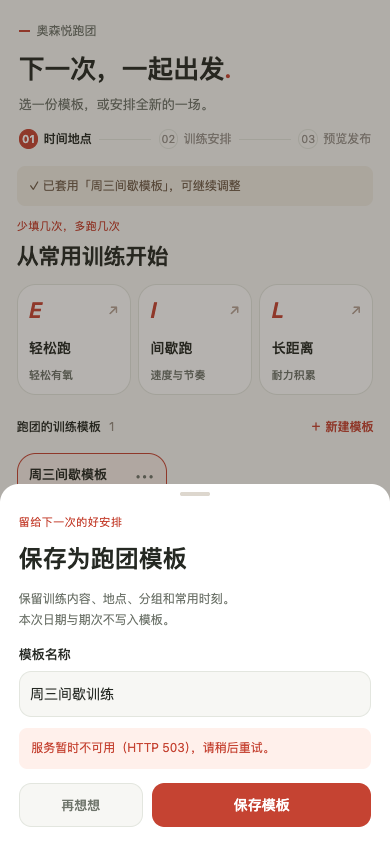 奥森悦跑团
下一次，一起出发.
选一份模板，或安排全新的一场。
01 时间地点 02 训练安排 03 预览发布
✓ 已套用「周三间歇模板」，可继续调整
少填几次，多跑几次
从常用训练开始
E ↗ I ↗ L ↗
轻松跑 间歇跑 长距离
轻松有氧 速度与节奏 耐力积累
跑团的训练模板 1 ＋ 新建模板
周三间歇模板 •••
留给下一次的好安排
保存为跑团模板
保留训练内容、地点、分组和常用时刻。
本次日期与期次不写入模板。
模板名称
周三间歇训练
服务暂时不可用（HTTP 503），请稍后重试。
再想想 保存模板